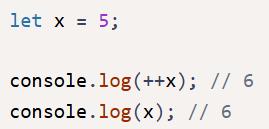 let x = 5;
console.log(++x); // 6
console.log(x); // 6